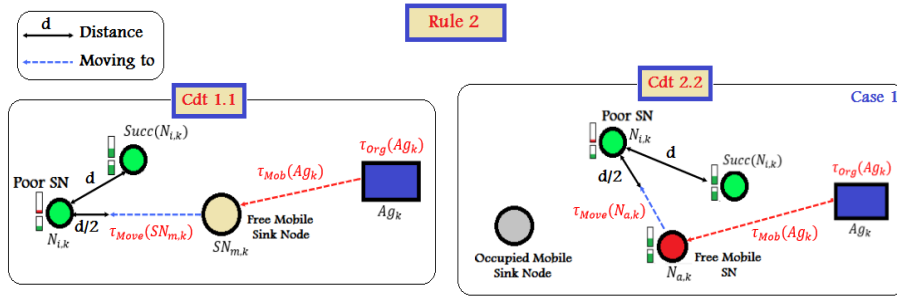 Rule 2
d
Distance
Moving to
Cdt 1.1
Succ(N_{i,k})
Poor SN
d
d/2
N_{i,k}
τ_{Move}(SN_{m,k})
SN_{m,k}
Free Mobile
Sink Node
τ_{Mob}(Ag_k)
τ_{Org}(Ag_k)
Ag_k
Cdt 2.2
Case 1
Poor SN
N_{i,k}
d
d/2
Succ(N_{i,k})
τ_{Move}(N_{a,k})
τ_{Org}(Ag_k)
τ_{Mob}(Ag_k)
Ag_k
Occupied Mobile
Sink Node
N_{a,k}
Free Mobile
SN